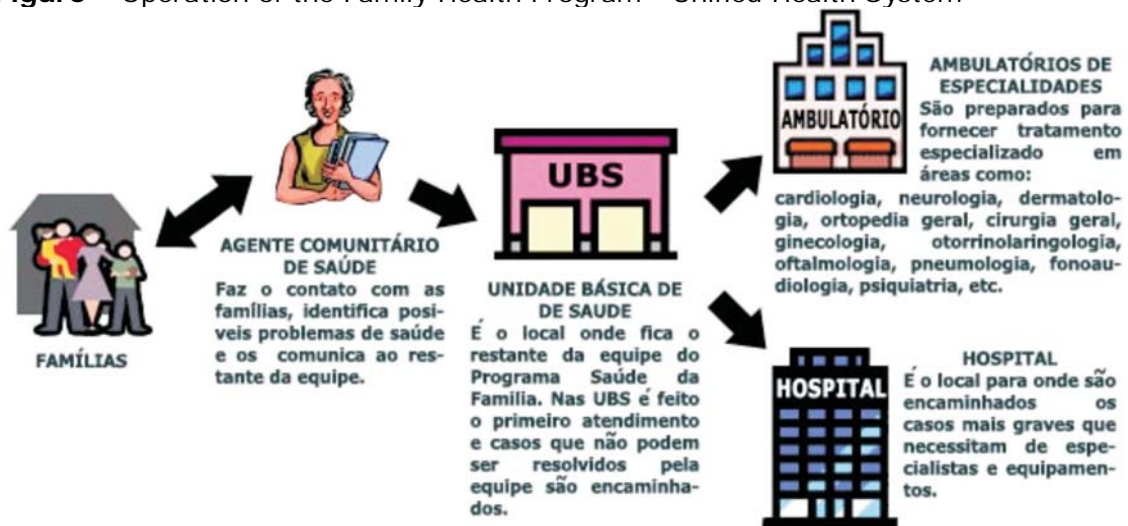 Operation of the Family Health Program - Unified Health System
FAMÍLIAS
AGENTE COMUNITÁRIO
DE SAÚDE
Faz o contato com as
famílias, identifica posi-
veis problemas de saúde
e os comunica ao res-
tante da equipe.
UBS
UNIDADE BÁSICA DE
DE SAUDE
É o local onde fica o
restante da equipe do
Programa Saúde da
Familia. Nas UBS é feito
o primeiro atendimento
e casos que não podem
ser resolvidos pela
equipe são encaminha-
dos.
AMBULATÓRIO
AMBULATÓRIOS DE
ESPECIALIDADES
São preparados para
fornecer tratamento
especializado em
áreas como:
cardiologia, neurologia, dermatolo-
gia, ortopedia geral, cirurgia geral,
ginecologia, otorrinolaringologia,
oftalmologia, pneumologia, fonoau-
diologia, psiquiatria, etc.
HOSPITAL
HOSPITAL
É o local para onde são
encaminhados os
casos mais graves que
necessitam de espe-
cialistas e equipamen-
tos.